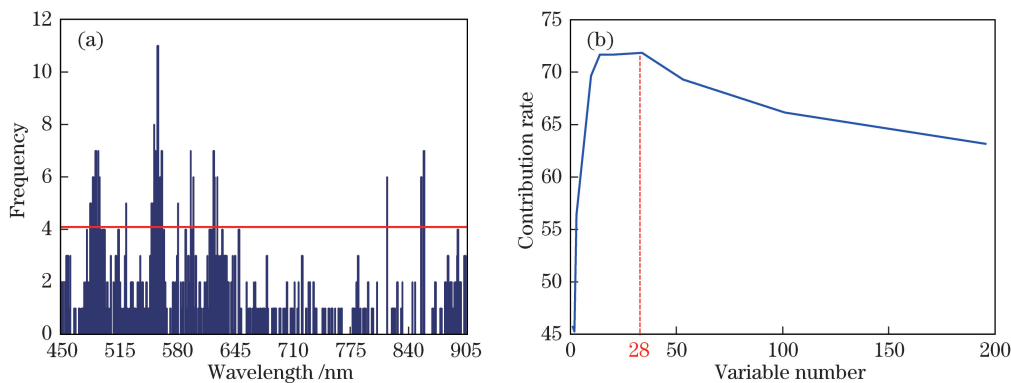 (a)
12
10
8
6
4
2
0
Frequency
450 515 580 645 710 775 840 905
Wavelength /nm
(b)
75
70
65
60
55
50
45
Contribution rate
0 28 50 100 150 200
Variable number